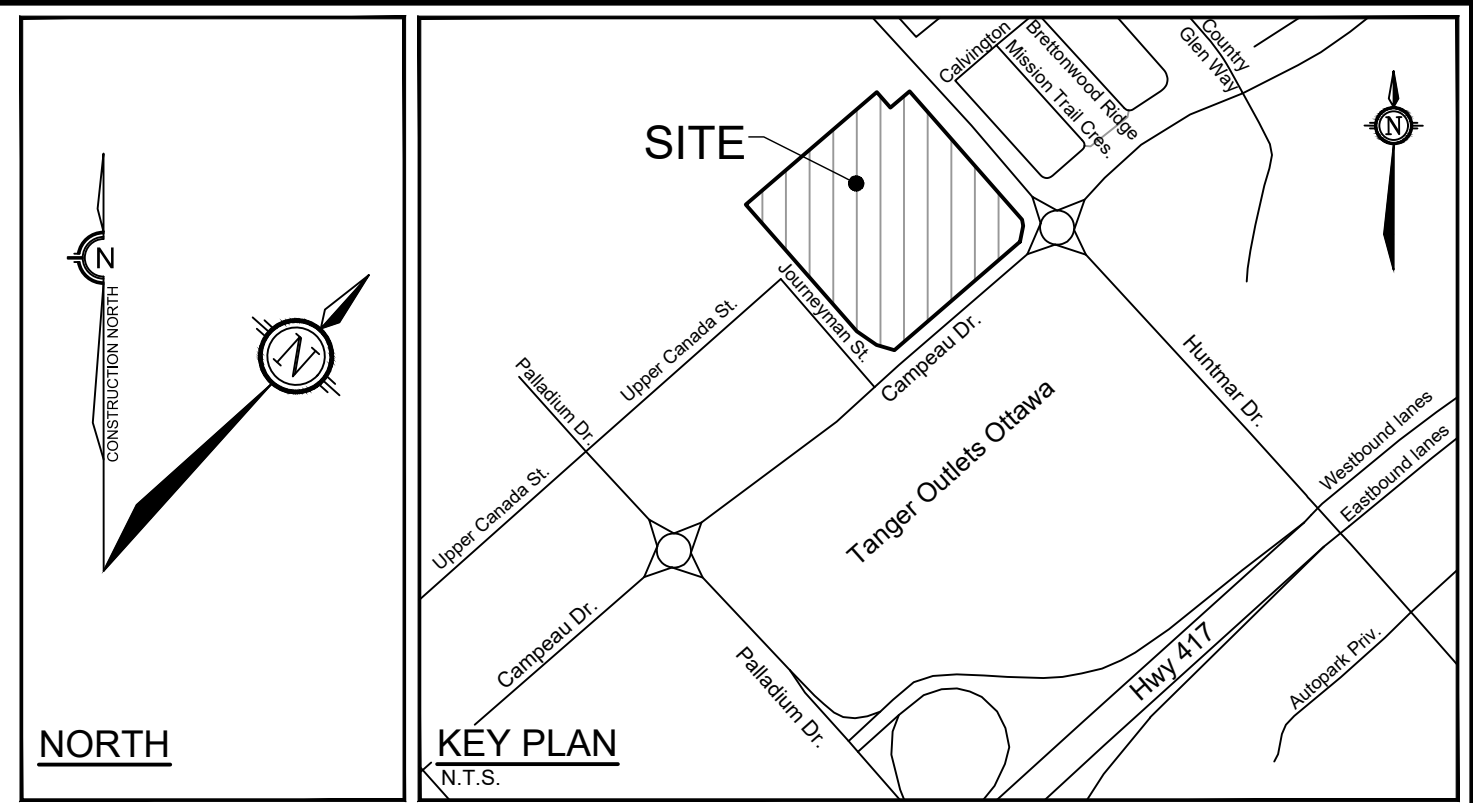 N
CONSTRUCTION NORTH
N
NORTH
Calvington
Brettonwood Ridge
Mission Trail Cres.
Country
Glen Way
N
SITE
Journeyman St.
Upper Canada St.
Campeau Dr.
Palladium Dr.
Huntmar Dr.
Tanger Outlets Ottawa
Westbound lanes
Eastbound lanes
Upper Canada St.
Campeau Dr.
Palladium Dr.
Hwy 417
Autopark Priv.
KEY PLAN
N.T.S.